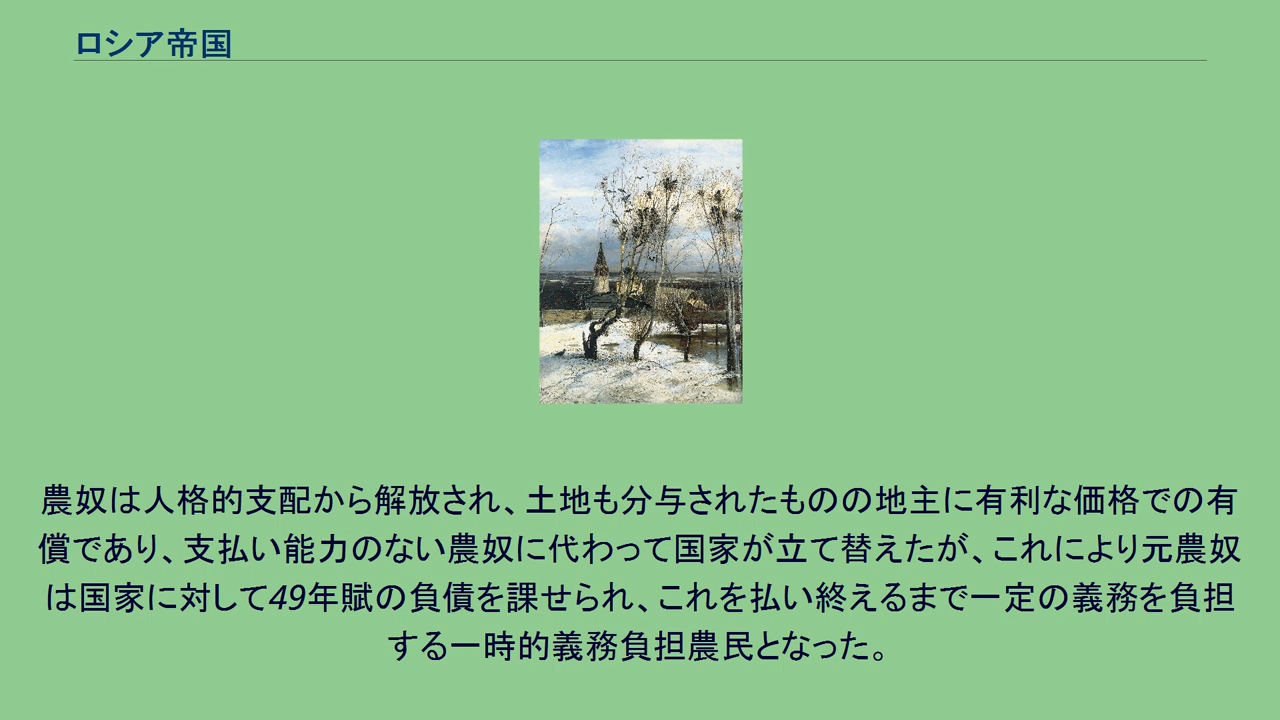 ロシア帝国
農奴は人格的支配から解放され、土地も分与されたものの地主に有利な価格での有
償であり、支払い能力のない農奴に代わって国家が立て替えたが、これにより元農奴
は国家に対して49年賦の負債を課せられ、これを払い終えるまで一定の義務を負担
する一時的義務負担農民となった。